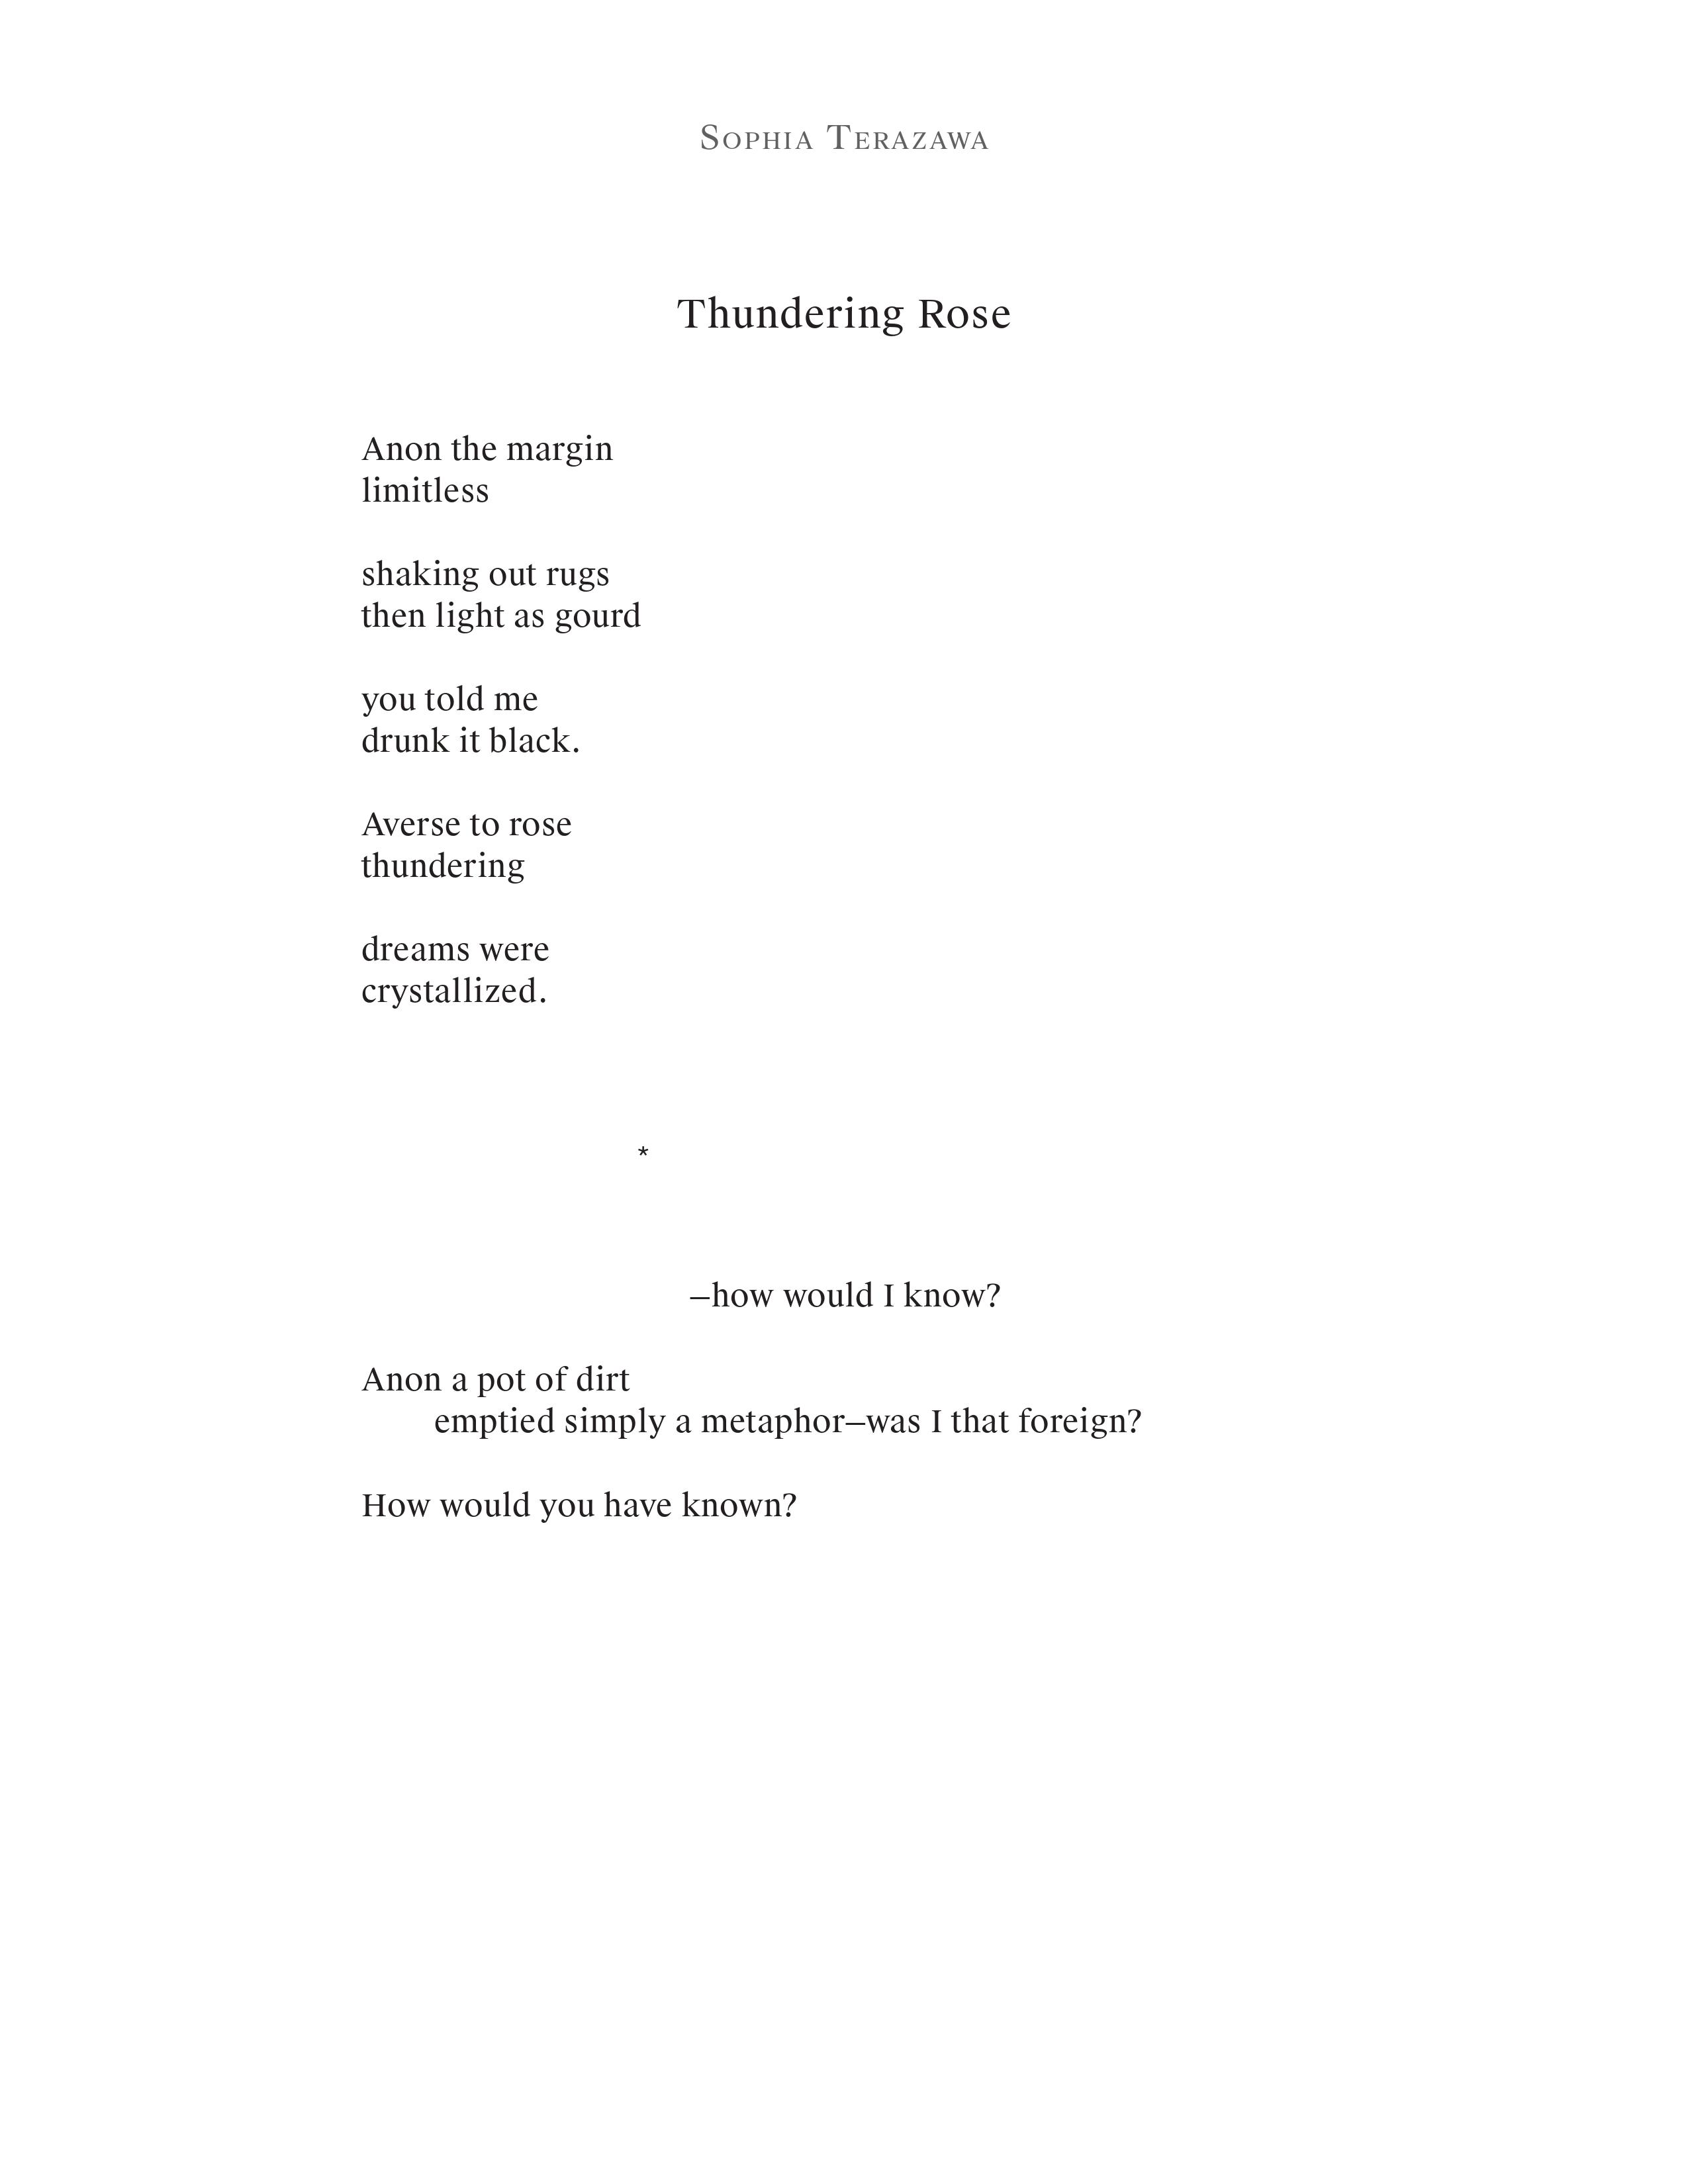 Sophia Terazawa
Thundering Rose
Anon the margin
limitless
shaking out rugs
then light as gourd
you told me
drunk it black.
Averse to rose
thundering
dreams were
crystallized.
*
–how would I know?
Anon a pot of dirt
emptied simply a metaphor–was I that foreign?
How would you have known?